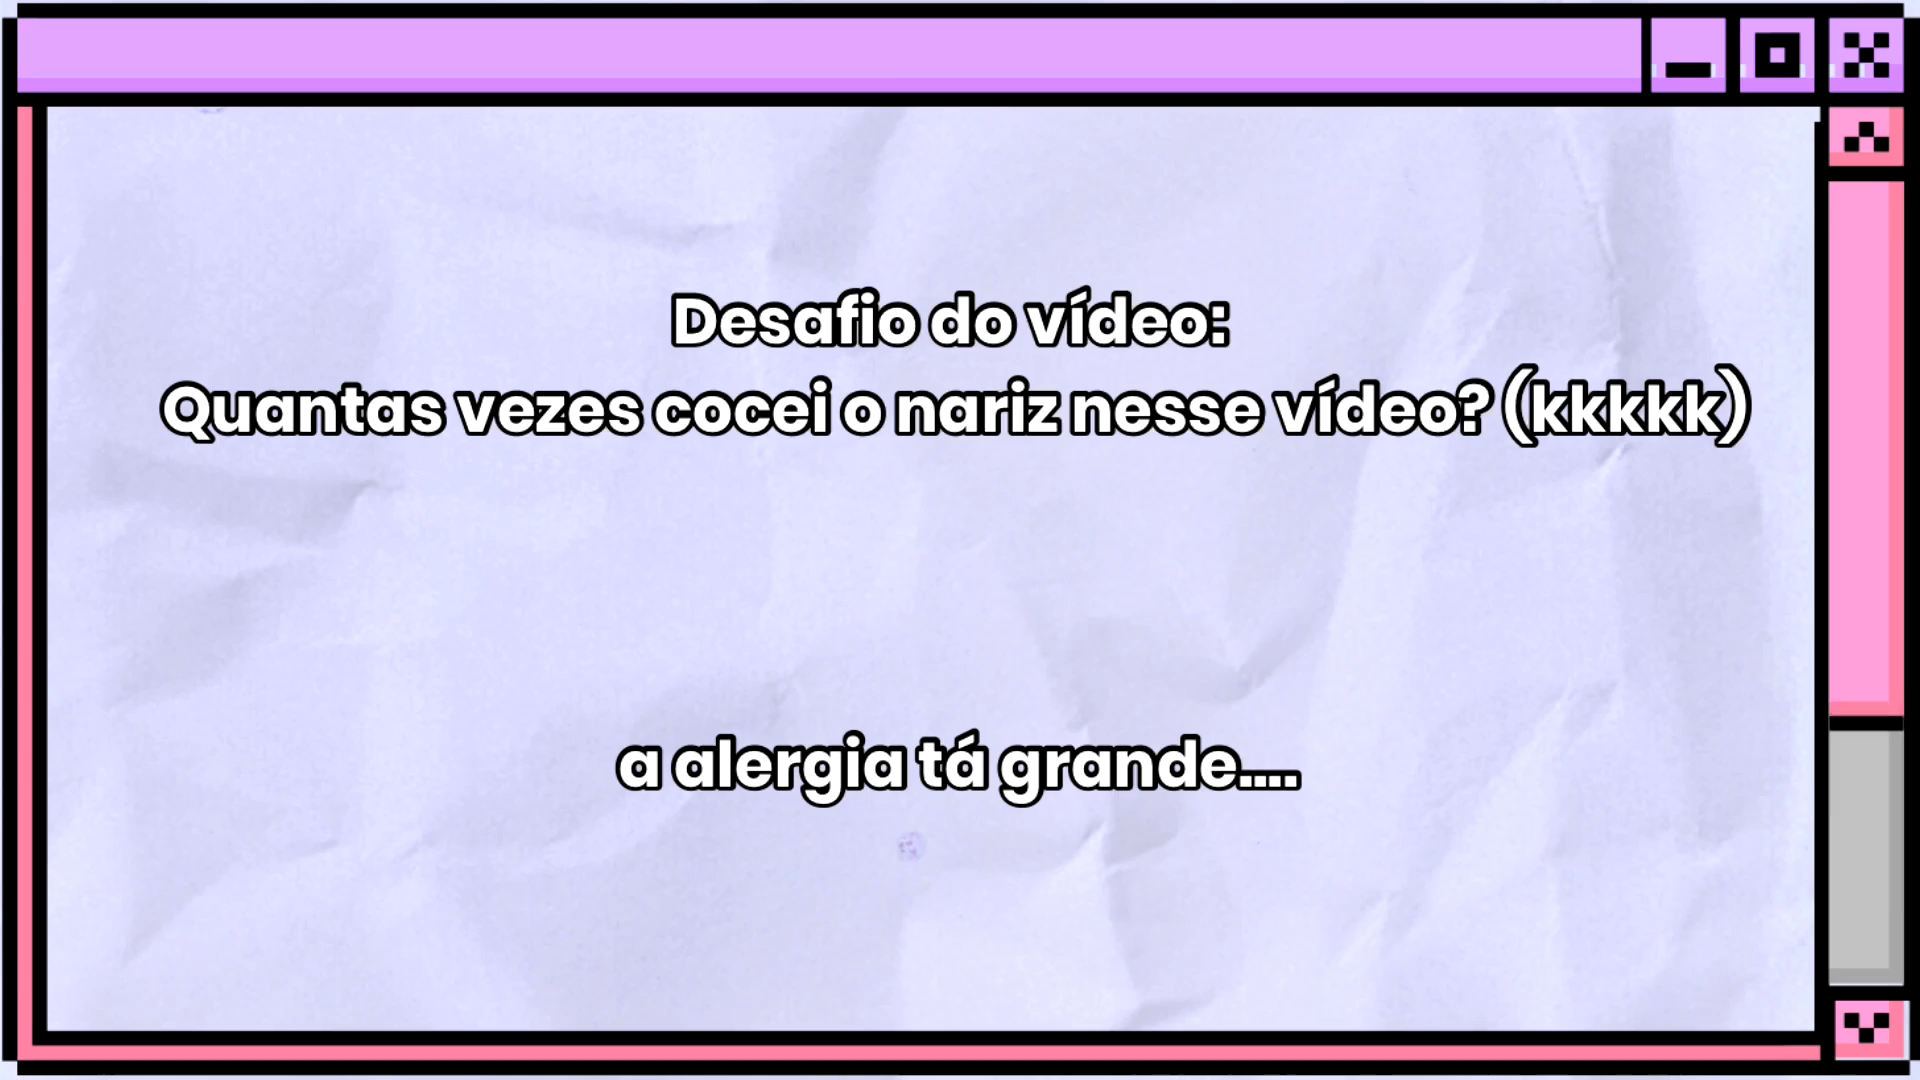 Desafio do vídeo:
Quantas vezes cocei o nariz nesse vídeo? (kkkkk)
a alergia tá grande....